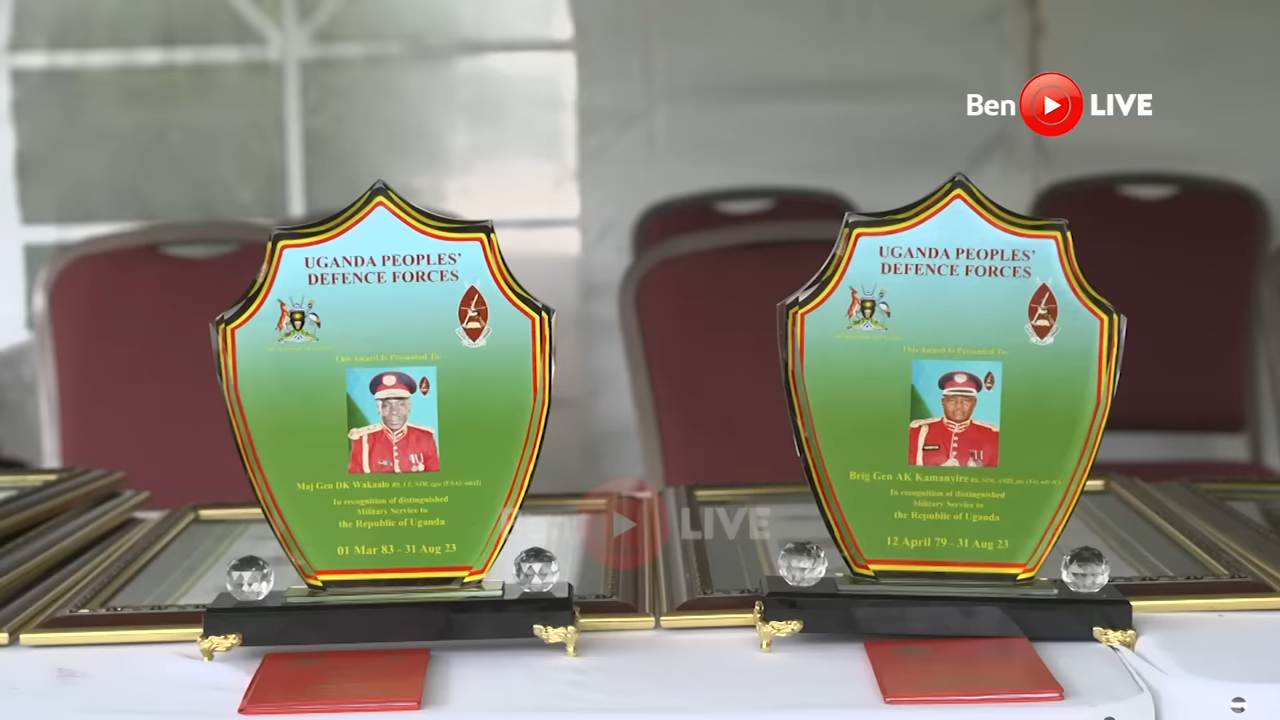 Ben LIVE
UGANDA PEOPLES'
DEFENCE FORCES
This Award Is Presented To:
Maj Gen DK Wakaalo
In recognition of distinguished
Military Service to
the Republic of Uganda
01 Mar 83 - 31 Aug 23
UGANDA PEOPLES'
DEFENCE FORCES
This Award Is Presented To:
Brig Gen AK Kamanyire
In recognition of distinguished
Military Service to
the Republic of Uganda
12 April 79 - 31 Aug 23
Ben LIVE